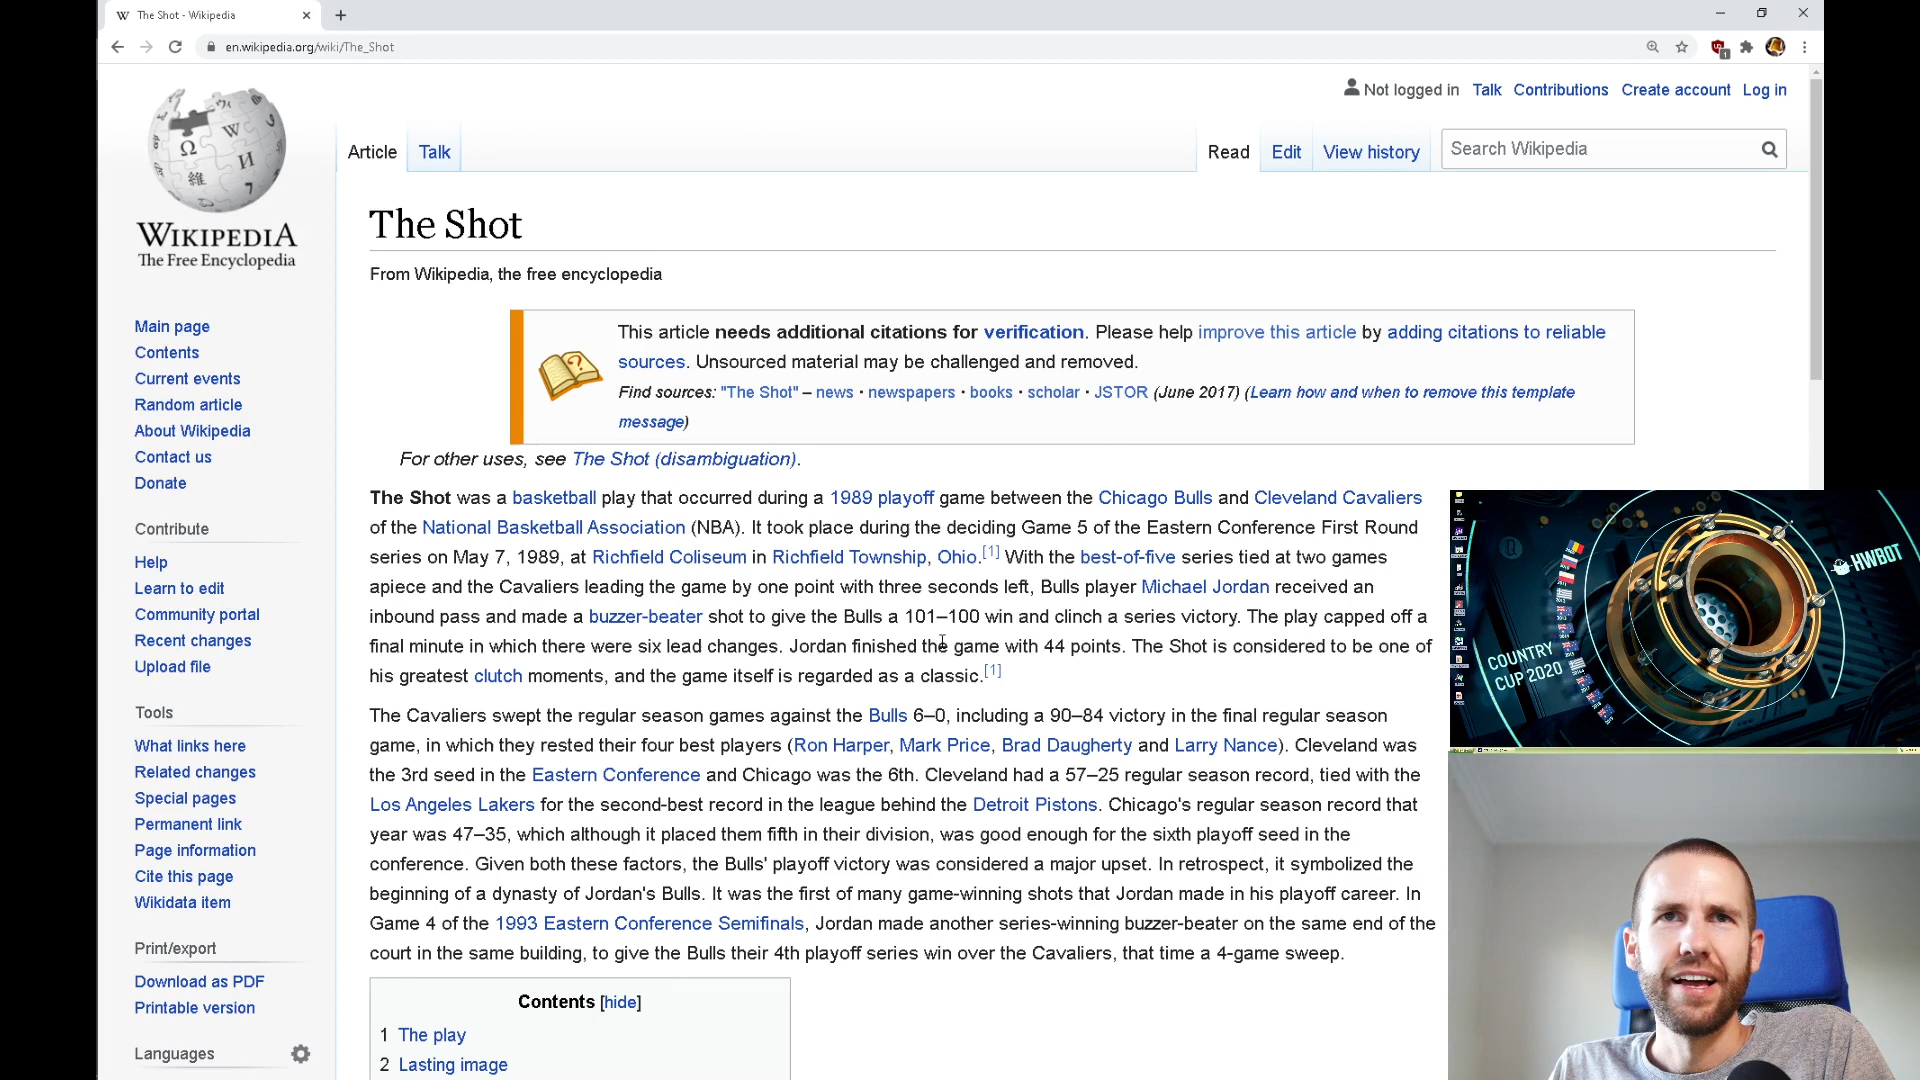 The Shot - Wikipedia
en.wikipedia.org/wiki/The_Shot
Not logged in Talk Contributions Create account Log in
Article Talk Read Edit View history Search Wikipedia
WIKIPEDIA
The Free Encyclopedia
Main page
Contents
Current events
Random article
About Wikipedia
Contact us
Donate
Contribute
Help
Learn to edit
Community portal
Recent changes
Upload file
Tools
What links here
Related changes
Special pages
Permanent link
Page information
Cite this page
Wikidata item
Print/export
Download as PDF
Printable version
Languages
The Shot
From Wikipedia, the free encyclopedia
This article needs additional citations for verification. Please help improve this article by adding citations to reliable
sources. Unsourced material may be challenged and removed.
Find sources: "The Shot" – news · newspapers · books · scholar · JSTOR (June 2017) (Learn how and when to remove this template
message)
For other uses, see The Shot (disambiguation).
The Shot was a basketball play that occurred during a 1989 playoff game between the Chicago Bulls and Cleveland Cavaliers
of the National Basketball Association (NBA). It took place during the deciding Game 5 of the Eastern Conference First Round
series on May 7, 1989, at Richfield Coliseum in Richfield Township, Ohio.[1] With the best-of-five series tied at two games
apiece and the Cavaliers leading the game by one point with three seconds left, Bulls player Michael Jordan received an
inbound pass and made a buzzer-beater shot to give the Bulls a 101–100 win and clinch a series victory. The play capped off a
final minute in which there were six lead changes. Jordan finished the game with 44 points. The Shot is considered to be one of
his greatest clutch moments, and the game itself is regarded as a classic.[1]
The Cavaliers swept the regular season games against the Bulls 6–0, including a 90–84 victory in the final regular season
game, in which they rested their four best players (Ron Harper, Mark Price, Brad Daugherty and Larry Nance). Cleveland was
the 3rd seed in the Eastern Conference and Chicago was the 6th. Cleveland had a 57–25 regular season record, tied with the
Los Angeles Lakers for the second-best record in the league behind the Detroit Pistons. Chicago's regular season record that
year was 47–35, which although it placed them fifth in their division, was good enough for the sixth playoff seed in the
conference. Given both these factors, the Bulls' playoff victory was considered a major upset. In retrospect, it symbolized the
beginning of a dynasty of Jordan's Bulls. It was the first of many game-winning shots that Jordan made in his playoff career. In
Game 4 of the 1993 Eastern Conference Semifinals, Jordan made another series-winning buzzer-beater on the same end of the
court in the same building, to give the Bulls their 4th playoff series win over the Cavaliers, that time a 4-game sweep.
Contents [hide]
1 The play
2 Lasting image
HWBOT
COUNTRY
CUP 2020